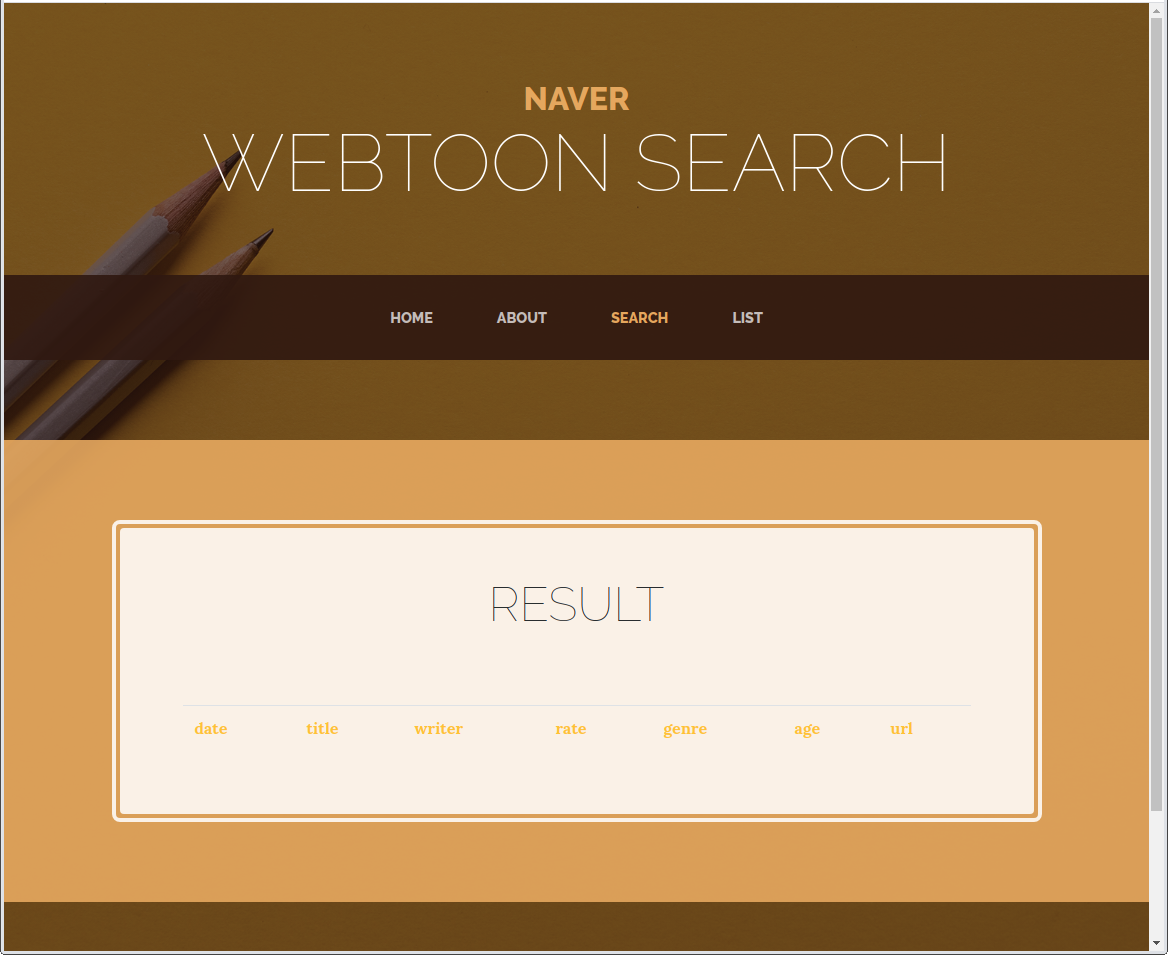 NAVER
WEBTOON SEARCH
HOME ABOUT SEARCH LIST
RESULT
date title writer rate genre age url